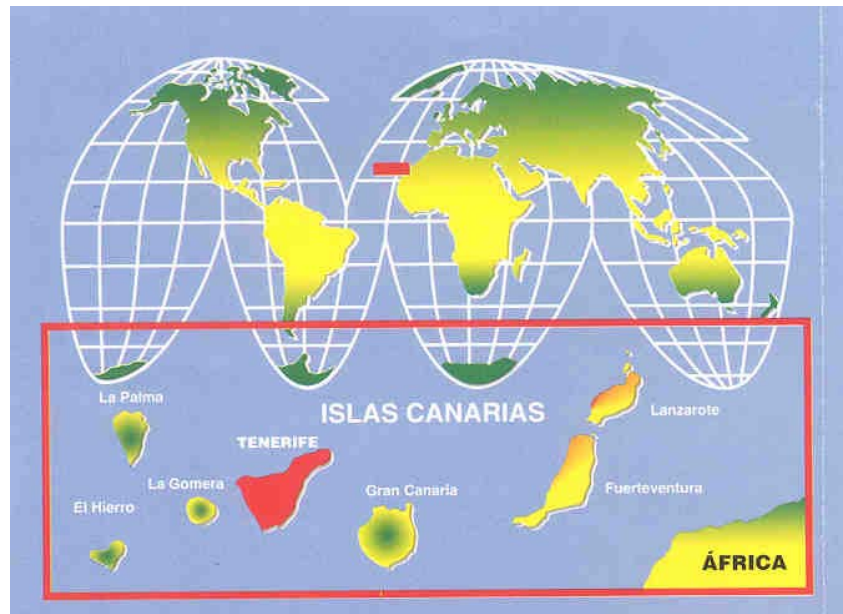 La Palma
ISLAS CANARIAS
Lanzarote
TENERIFE
La Gomera
Gran Canaria
Fuerteventura
El Hierro
ÁFRICA